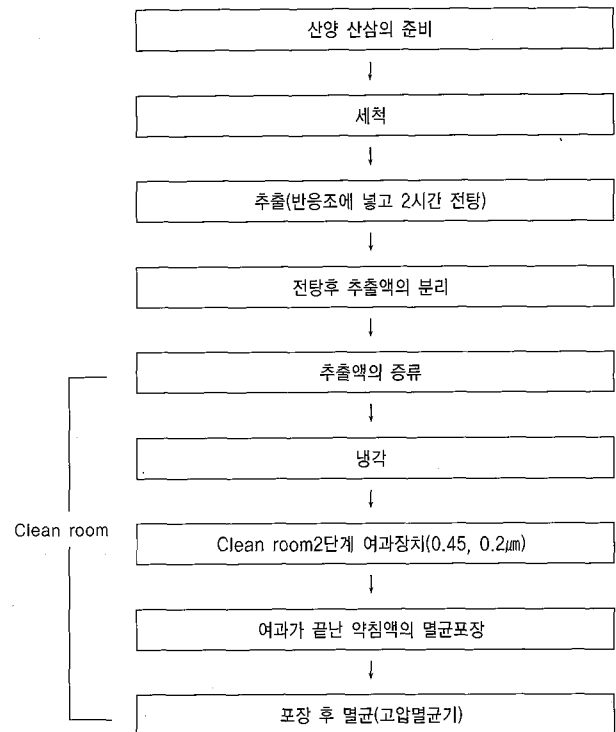 산양 산삼의 준비
↓
세척
↓
추출(반응조에 넣고 2시간 전탕)
↓
전탕후 추출액의 분리
↓
추출액의 증류
↓
냉각
↓
Clean room
Clean room2단계 여과장치(0.45, 0.2㎛)
↓
여과가 끝난 약침액의 멸균포장
↓
포장 후 멸균(고압멸균기)